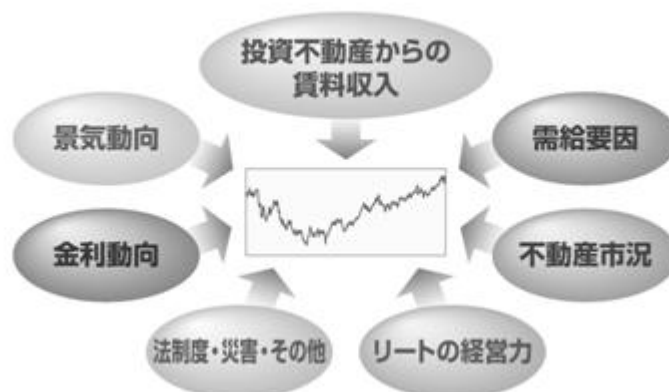 投資不動産からの
賃料収入
景気動向
需給要因
金利動向
不動産市況
法制度・災害・その他
リートの経営力